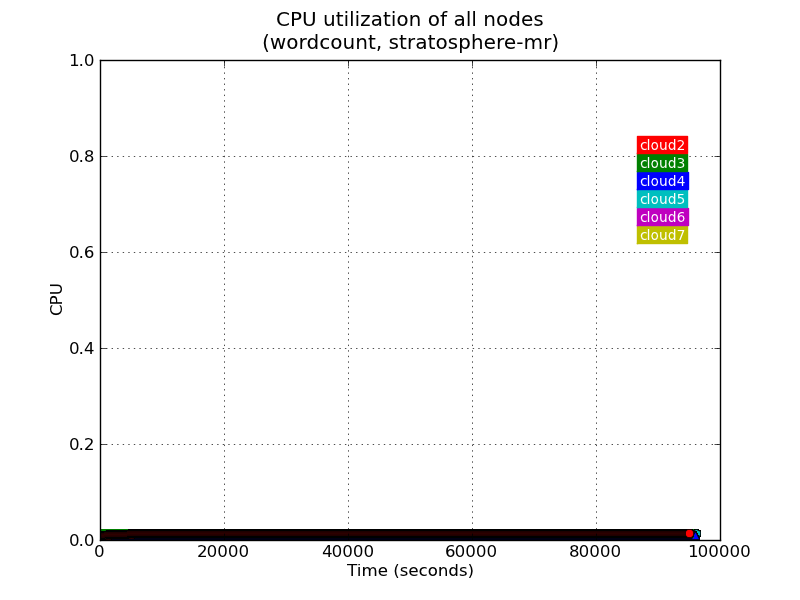 CPU utilization of all nodes
(wordcount, stratosphere-mr)
1.0
0.8
0.6
0.4
0.2
0.0
CPU
cloud2
cloud3
cloud4
cloud5
cloud6
cloud7
0 20000 40000 60000 80000 100000
Time (seconds)